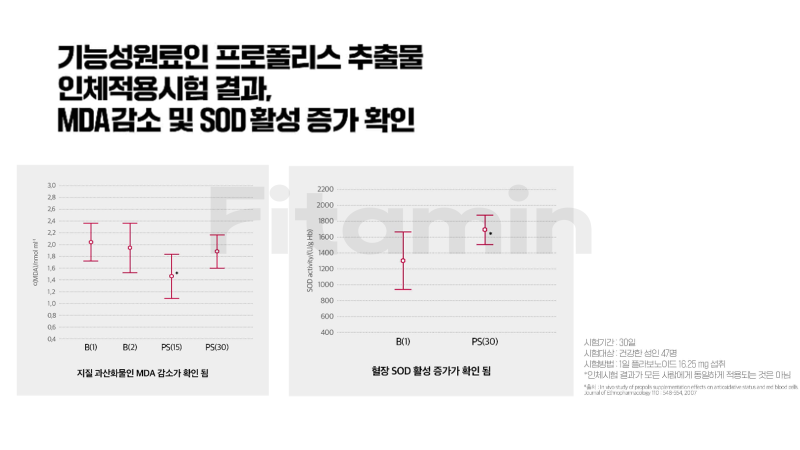 기능성원료인 프로폴리스 추출물
인체적용시험 결과,
MDA감소 및 SOD 활성 증가 확인
Fitamin
3,0
2,8
2,6
2,4
2,2
2,0
1,8
1,6
1,4
1,2
1,0
0,6
0,4
c(MDA)/nmol ml⁻¹
B(1) B(2) PS(15) PS(30)
지질 과산화물인 MDA 감소가 확인 됨
2200
2000
1800
1600
1400
1200
1000
800
600
400
SOD activity/(U/g Hb)
B(1) PS(30)
혈장 SOD 활성 증가가 확인 됨
시험기간 : 30일
시험대상 : 건강한 성인 47명
시험방법 : 1일 플라보노이드 16.25 mg 섭취
*인체시험 결과가 모든 사람에게 동일하게 적용되는 것은 아님
*출처 : In vivo study of propolis supplementation effects on antioxidative status and red blood cells.
Journal of Ethnopharmacology 110 : 548-554, 2007